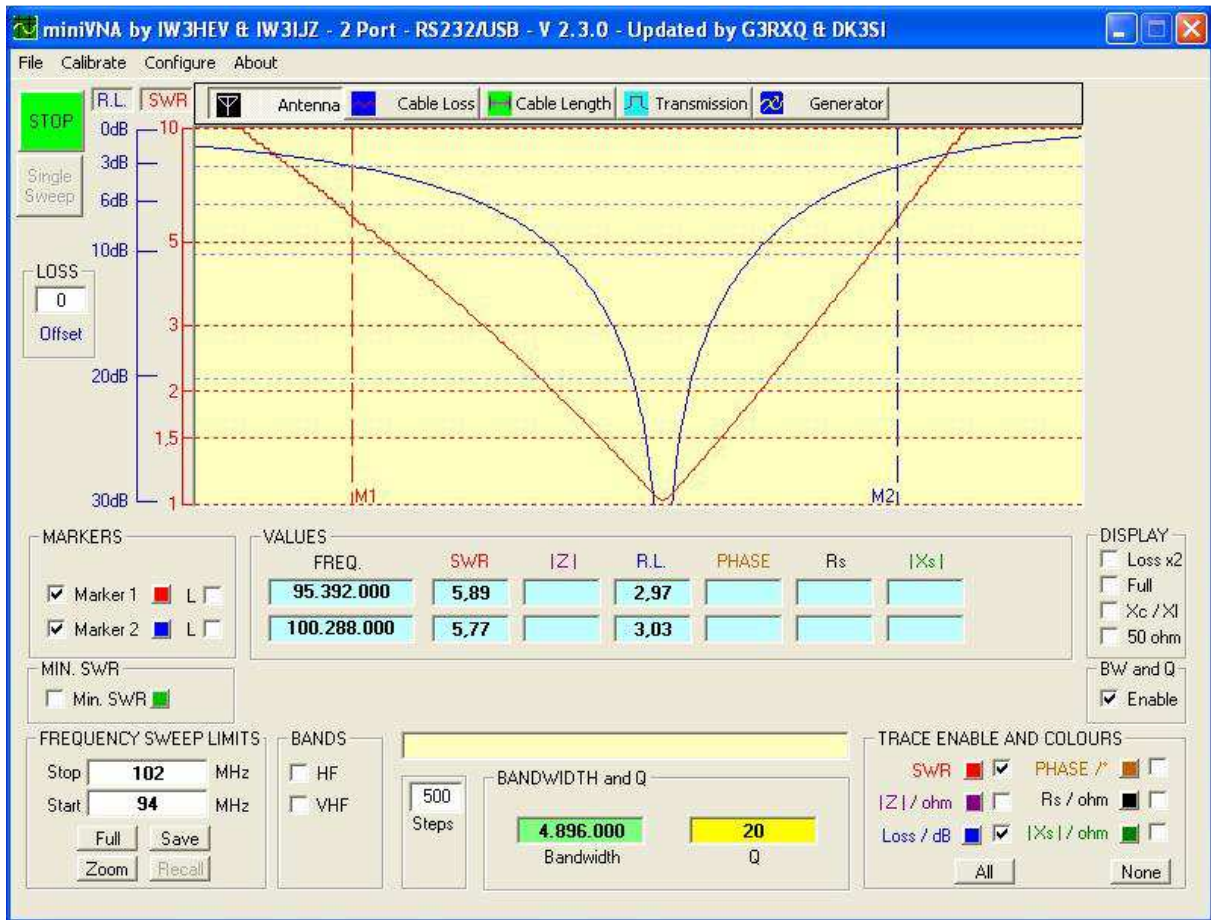 miniVNA by IW3HEV & IW3IJZ - 2 Port - RS232/USB - V 2.3.0 - Updated by G3RXQ & DK3SI
File Calibrate Configure About
STOP
R.L. SWR
Antenna Cable Loss Cable Length Transmission Generator
Single
Sweep
0dB
3dB
6dB
10dB
20dB
30dB
10
5
3
2
1,5
1
LOSS
0
Offset
M1
M2
MARKERS
Marker 1 L
Marker 2 L
VALUES
FREQ. SWR |Z| R.L. PHASE Rs |Xs|
95.392.000 5,89 2,97
100.288.000 5,77 3,03
DISPLAY
Loss x2
Full
Xc / Xl
50 ohm
MIN. SWR
Min. SWR
BW and Q
Enable
FREQUENCY SWEEP LIMITS
Stop 102 MHz
Start 94 MHz
Full Save
Zoom Recall
BANDS
HF
VHF
500
Steps
BANDWIDTH and Q
4.896.000 20
Bandwidth Q
TRACE ENABLE AND COLOURS
SWR PHASE /°
|Z| / ohm Rs / ohm
Loss / dB |Xs| / ohm
All None